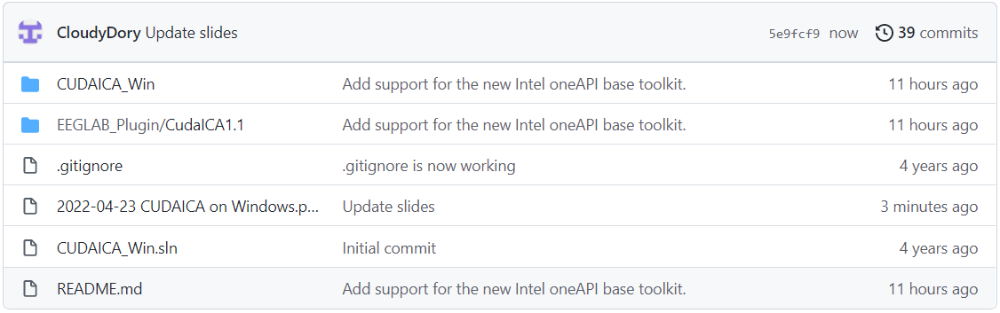 CloudyDory Update slides 5e9fcf9 now 39 commits
CUDAICA_Win Add support for the new Intel oneAPI base toolkit. 11 hours ago
EEGLAB_Plugin/CudaICA1.1 Add support for the new Intel oneAPI base toolkit. 11 hours ago
.gitignore .gitignore is now working 4 years ago
2022-04-23 CUDAICA on Windows.p... Update slides 3 minutes ago
CUDAICA_Win.sln Initial commit 4 years ago
README.md Add support for the new Intel oneAPI base toolkit. 11 hours ago